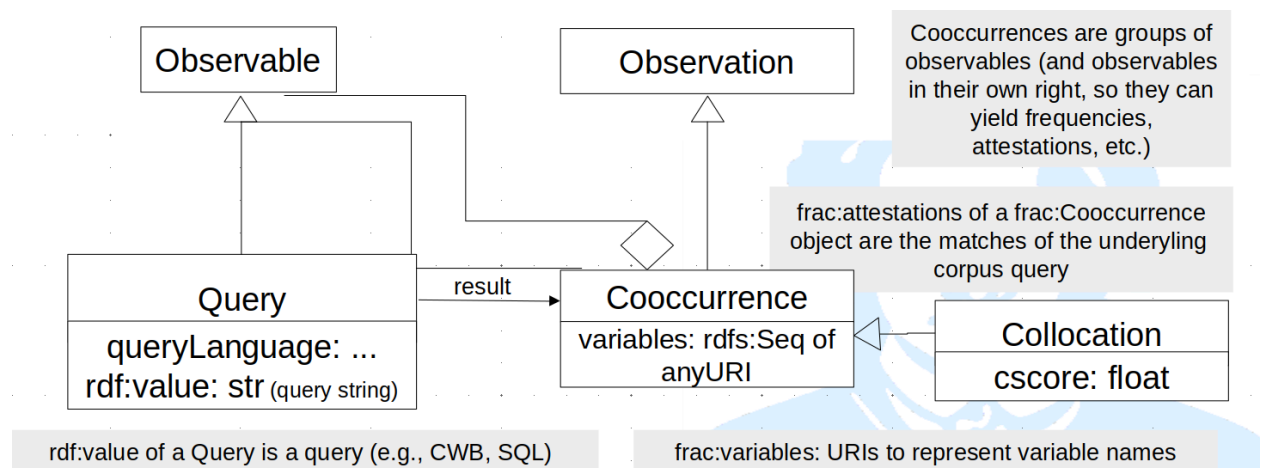 Observable
Observation
Cooccurrences are groups of
observables (and observables
in their own right, so they can
yield frequencies,
attestations, etc.)
frac:attestations of a frac:Cooccurrence
object are the matches of the underyling
corpus query
Query
queryLanguage: ...
rdf:value: str (query string)
result
Cooccurrence
variables: rdfs:Seq of
anyURI
Collocation
cscore: float
rdf:value of a Query is a query (e.g., CWB, SQL)
frac:variables: URIs to represent variable names